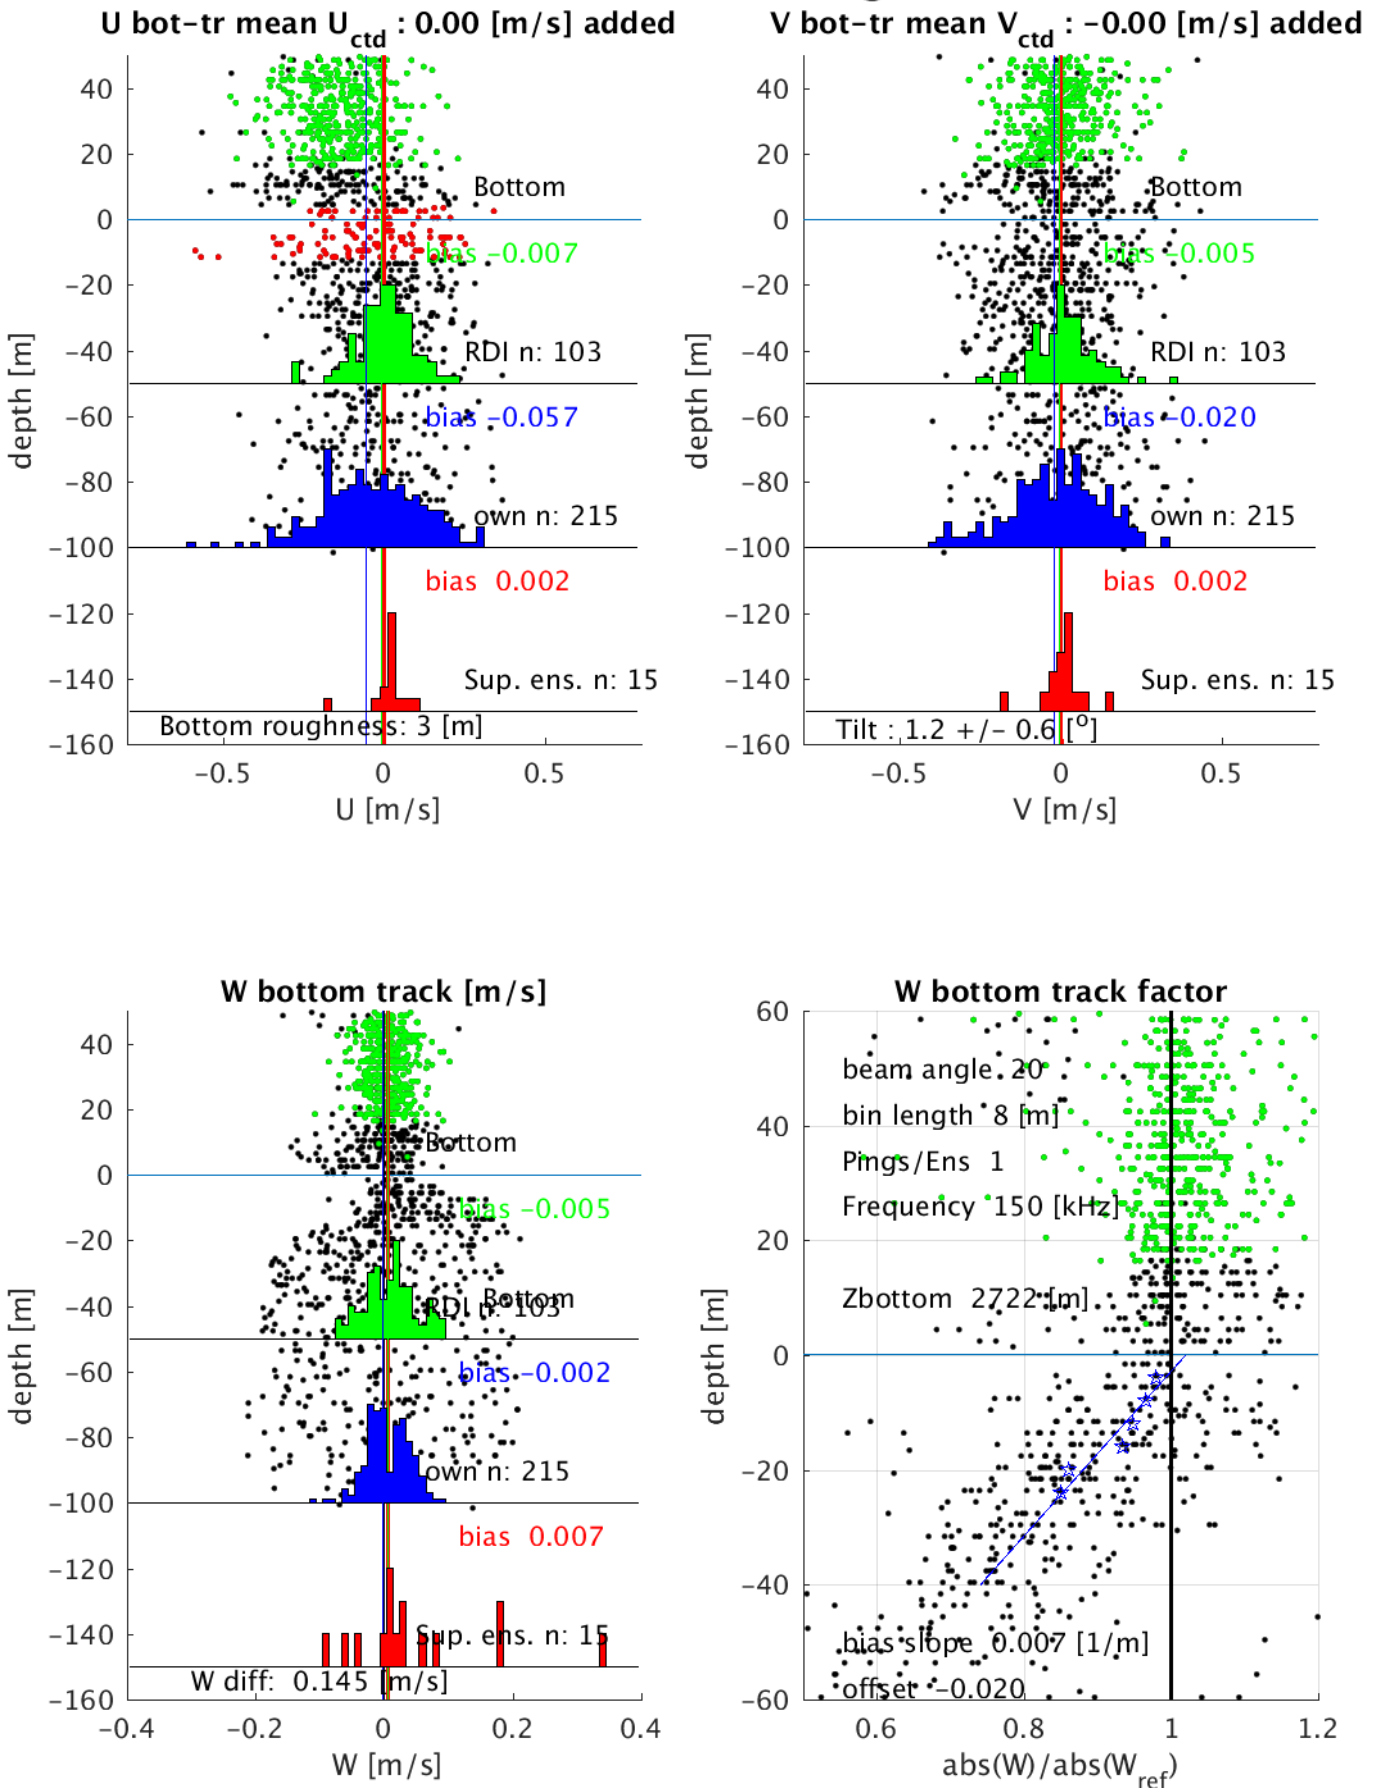 U bot-tr mean U_ctd : 0.00 [m/s] added
40
20
0
-20
-40
-60
-80
-100
-120
-140
-160
depth [m]
Bottom
bias -0.007
RDI n: 103
bias -0.057
own n: 215
bias 0.002
Sup. ens. n: 15
Bottom roughness: 3 [m]
-0.5
0
0.5
U [m/s]
V bot-tr mean V_ctd : -0.00 [m/s] added
40
20
0
-20
-40
-60
-80
-100
-120
-140
-160
depth [m]
Bottom
bias -0.005
RDI n: 103
bias -0.020
own n: 215
bias 0.002
Sup. ens. n: 15
Tilt : 1.2 +/- 0.6 [°]
-0.5
0
0.5
V [m/s]
W bottom track [m/s]
40
20
0
-20
-40
-60
-80
-100
-120
-140
-160
depth [m]
Bottom
bias -0.005
Bottom
RDI n: 103
bias -0.002
own n: 215
bias 0.007
Sup. ens. n: 15
W diff: 0.145 [m/s]
-0.4
-0.2
0
0.2
0.4
W [m/s]
W bottom track factor
60
40
20
0
-20
-40
-60
depth [m]
beam angle 20
bin length 8 [m]
Pings/Ens 1
Frequency 150 [kHz]
Zbottom 2722 [m]
bias slope 0.007 [1/m]
offset -0.020
0.6
0.8
1
1.2
abs(W)/abs(W_ref)